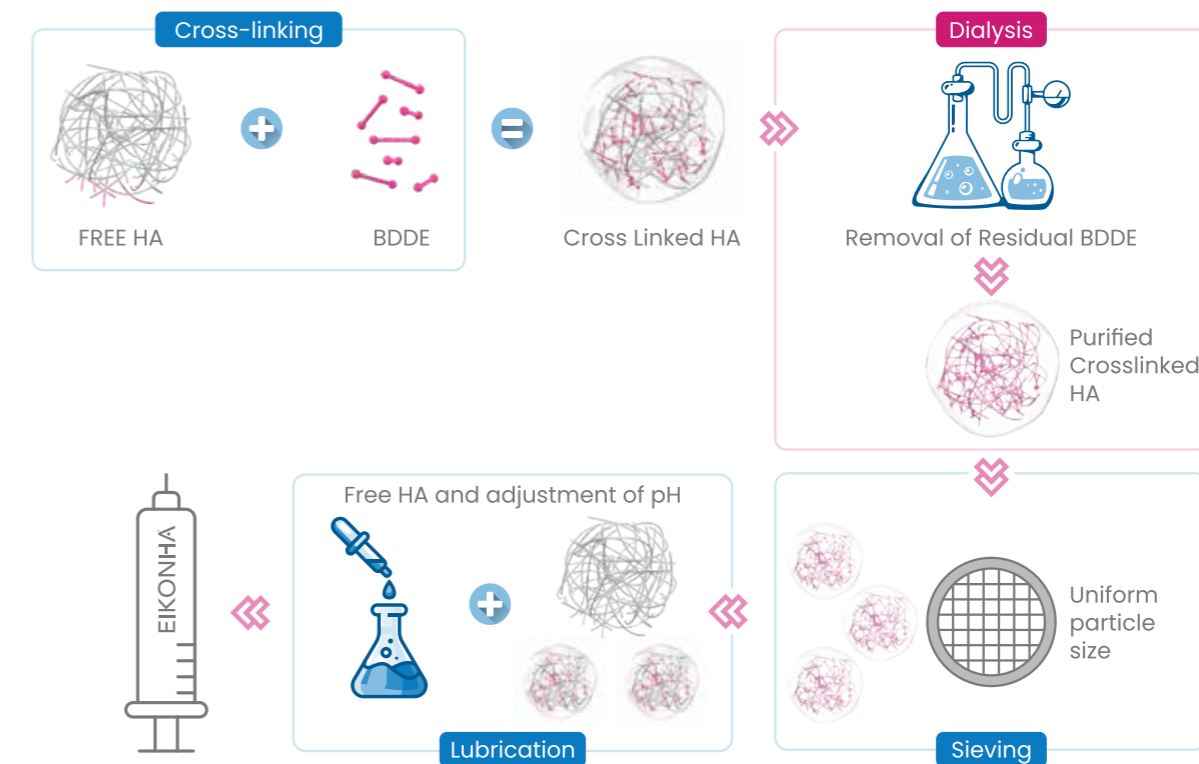 Cross-linking
FREE HA
BDDE
Cross Linked HA
Dialysis
Removal of Residual BDDE
Purified
Crosslinked
HA
Uniform
particle
size
Sieving
Free HA and adjustment of pH
Lubrication
EIKONHA